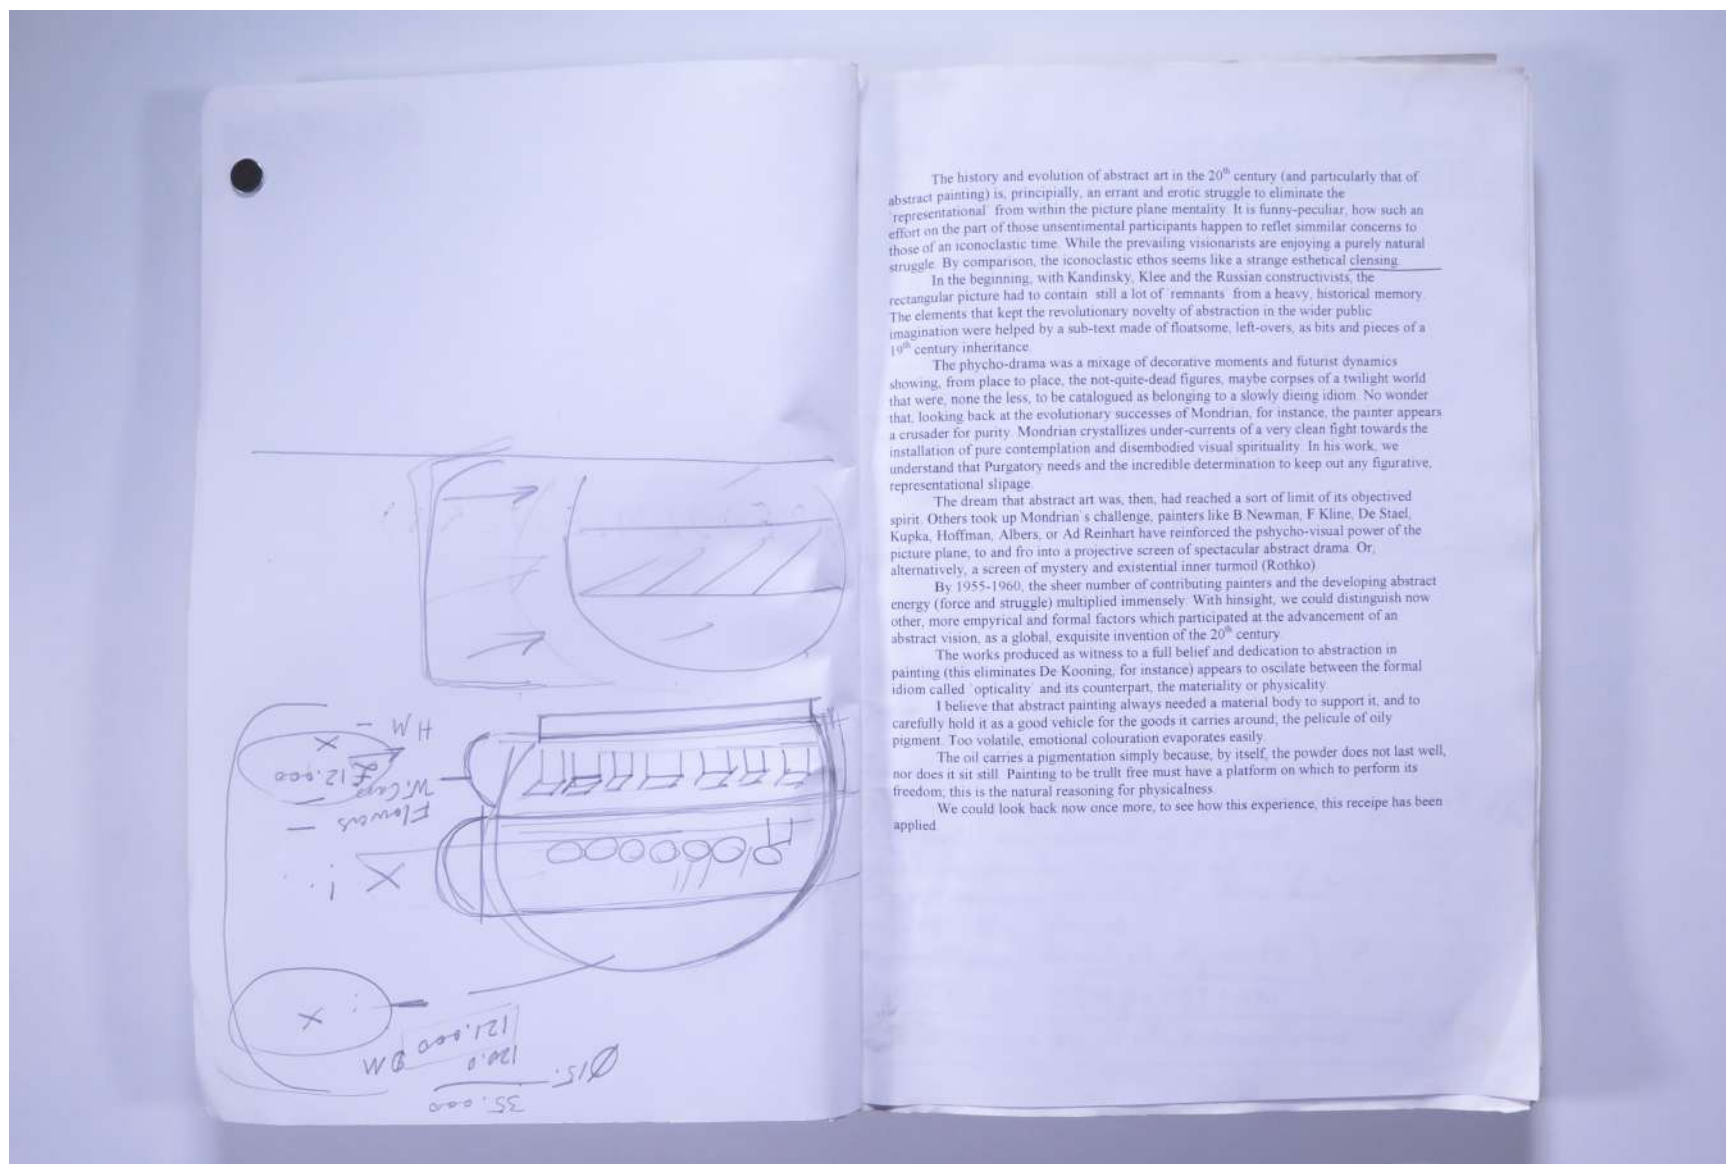 H M -
£12.000
Flowers -
121.000 DM
120.0
Ø15.
35.000
The history and evolution of abstract art in the 20th century (and particularly that of
abstract painting) is, principially, an errant and erotic struggle to eliminate the
'representational' from within the picture plane mentality. It is funny-peculiar, how such an
effort on the part of those unsentimental participants happen to reflet simmilar concerns to
those of an iconoclastic time. While the prevailing visionarists are enjoying a purely natural
struggle. By comparison, the iconoclastic ethos seems like a strange esthetical clensing.
In the beginning, with Kandinsky, Klee and the Russian constructivists, the
rectangular picture had to contain still a lot of 'remnants' from a heavy, historical memory.
The elements that kept the revolutionary novelty of abstraction in the wider public
imagination were helped by a sub-text made of floatsome, left-overs, as bits and pieces of a
19th century inheritance.
The phycho-drama was a mixage of decorative moments and futurist dynamics
showing, from place to place, the not-quite-dead figures, maybe corpses of a twilight world
that were, none the less, to be catalogued as belonging to a slowly dieing idiom. No wonder
that, looking back at the evolutionary successes of Mondrian, for instance, the painter appears
a crusader for purity. Mondrian crystallizes under-currents of a very clean fight towards the
installation of pure contemplation and disembodied visual spirituality. In his work, we
understand that Purgatory needs and the incredible determination to keep out any figurative,
representational slipage.
The dream that abstract art was, then, had reached a sort of limit of its objectived
spirit. Others took up Mondrian's challenge, painters like B.Newman, F.Kline, De Stael,
Kupka, Hoffman, Albers, or Ad Reinhart have reinforced the pshycho-visual power of the
picture plane, to and fro into a projective screen of spectacular abstract drama. Or,
alternatively, a screen of mystery and existential inner turmoil (Rothko).
By 1955-1960, the sheer number of contributing painters and the developing abstract
energy (force and struggle) multiplied immensely. With hinsight, we could distinguish now
other, more empyrical and formal factors which participated at the advancement of an
abstract vision, as a global, exquisite invention of the 20th century.
The works produced as witness to a full belief and dedication to abstraction in
painting (this eliminates De Kooning, for instance) appears to oscilate between the formal
idiom called 'opticality' and its counterpart, the materiality or physicality.
I believe that abstract painting always needed a material body to support it, and to
carefully hold it as a good vehicle for the goods it carries around; the pelicule of oily
pigment. Too volatile, emotional colouration evaporates easily.
The oil carries a pigmentation simply because, by itself, the powder does not last well,
nor does it sit still. Painting to be trullt free must have a platform on which to perform its
freedom; this is the natural reasoning for physicalness.
We could look back now once more, to see how this experience, this receipe has been
applied.